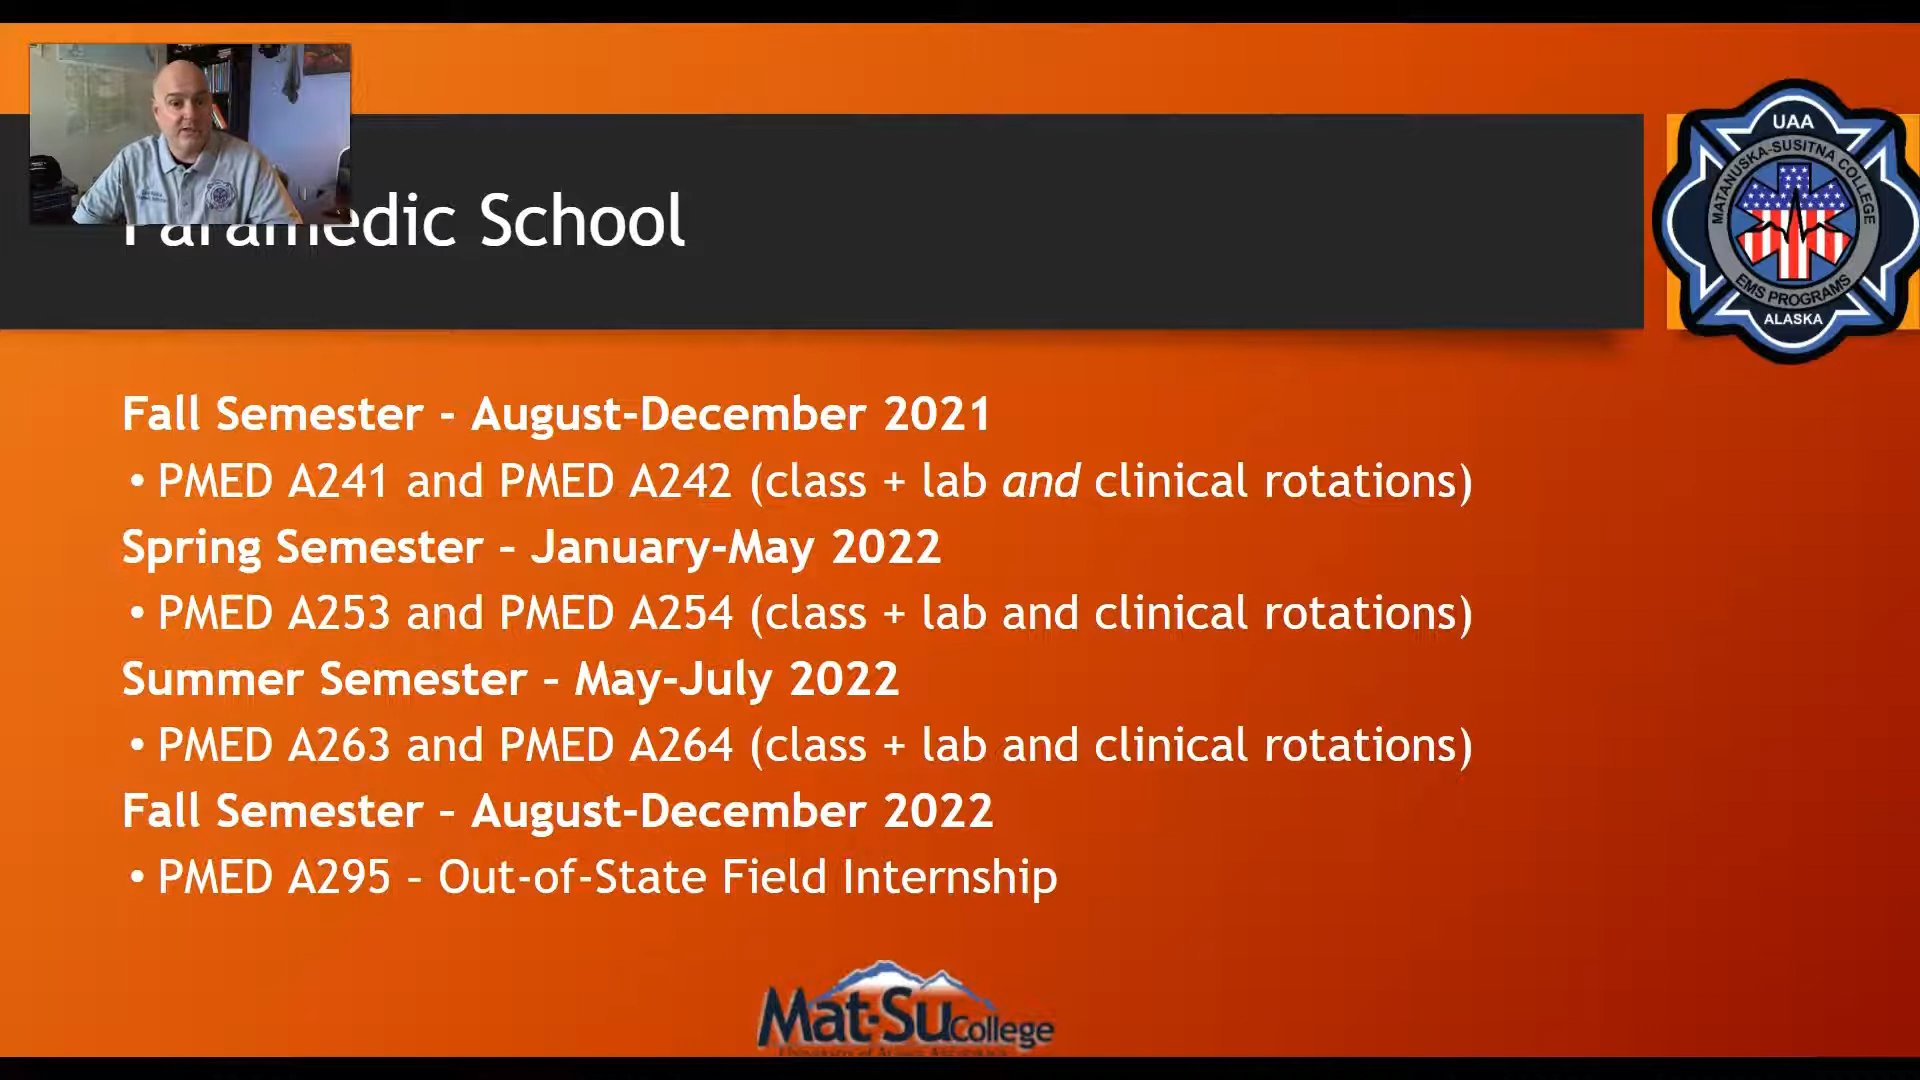 Paramedic School
UAA
MATANUSKA-SUSITNA COLLEGE
EMS PROGRAMS
ALASKA
Fall Semester - August-December 2021
• PMED A241 and PMED A242 (class + lab and clinical rotations)
Spring Semester – January-May 2022
• PMED A253 and PMED A254 (class + lab and clinical rotations)
Summer Semester – May-July 2022
• PMED A263 and PMED A264 (class + lab and clinical rotations)
Fall Semester – August-December 2022
• PMED A295 – Out-of-State Field Internship
Mat-Su College